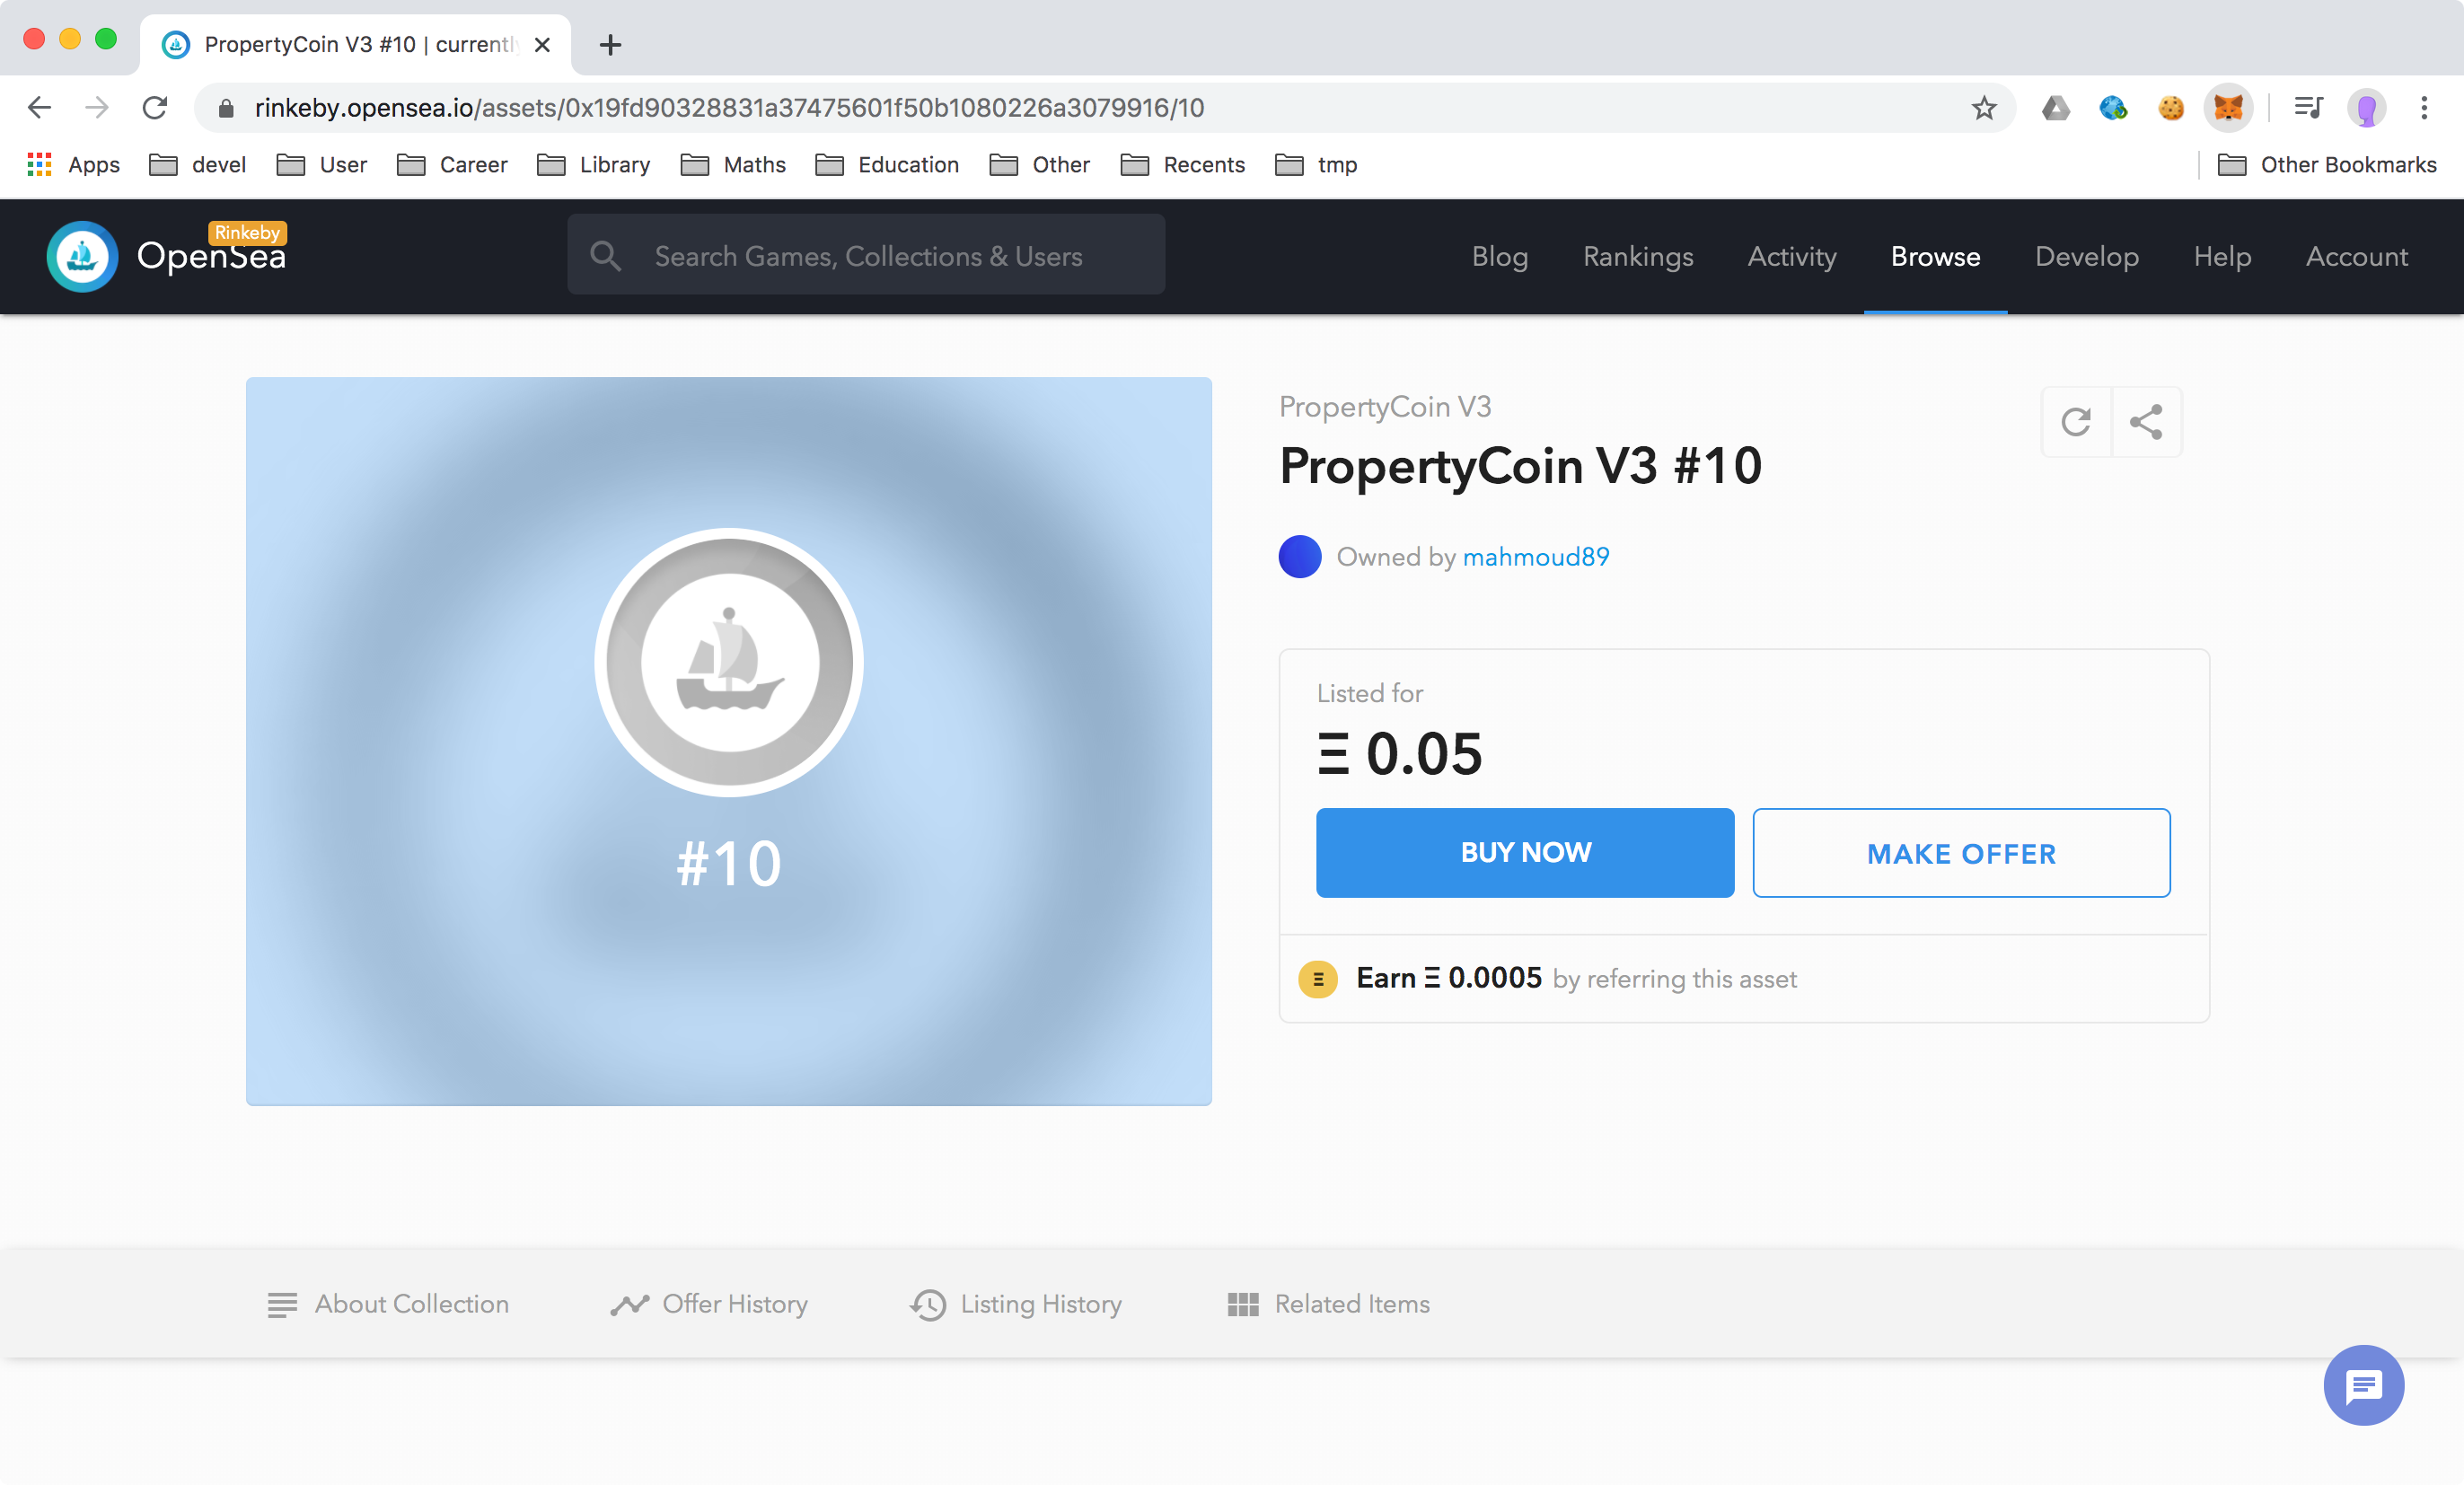 PropertyCoin V3 #10 | currentl
rinkeby.opensea.io/assets/0x19fd90328831a37475601f50b1080226a3079916/10
Apps devel User Career Library Maths Education Other Recents tmp Other Bookmarks
OpenSea Rinkeby
Search Games, Collections & Users
Blog Rankings Activity Browse Develop Help Account
#10
PropertyCoin V3
PropertyCoin V3 #10
Owned by mahmoud89
Listed for
Ξ 0.05
BUY NOW MAKE OFFER
Earn Ξ 0.0005 by referring this asset
About Collection Offer History Listing History Related Items